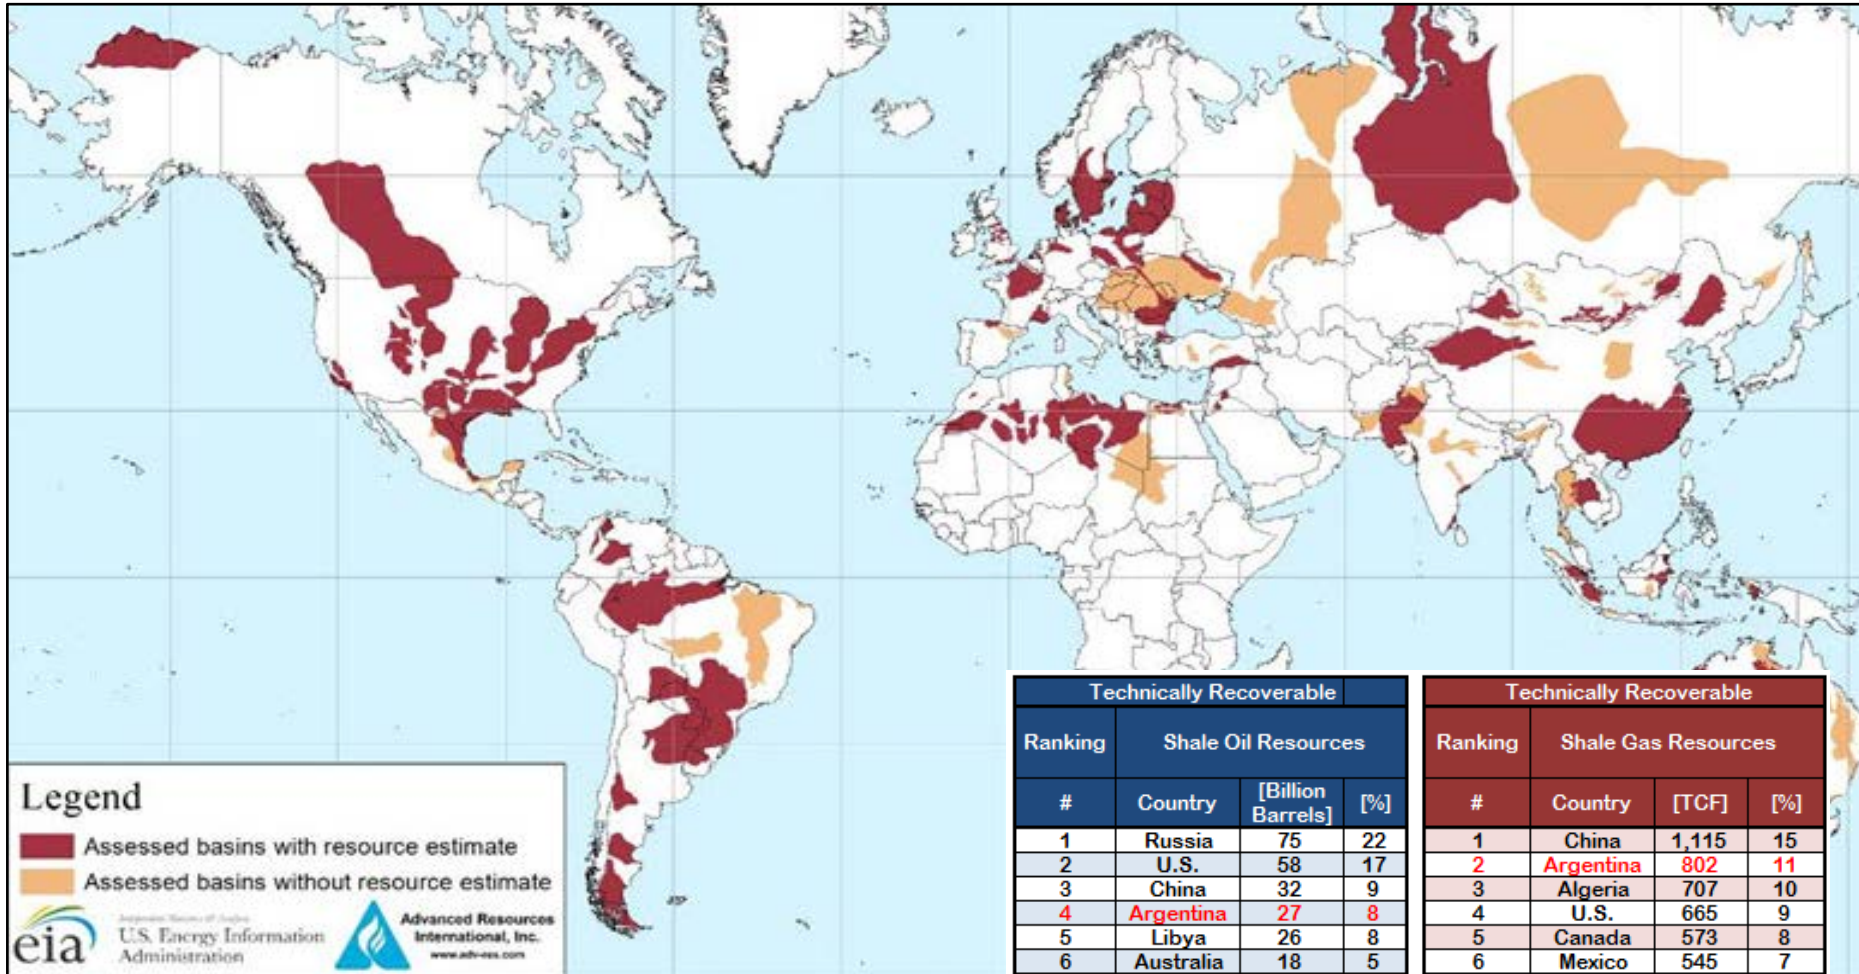 Legend
Assessed basins with resource estimate
Assessed basins without resource estimate
eia
U.S. Energy Information
Administration
Advanced Resources
International, Inc.
www.adv-res.com
Technically Recoverable
Ranking Shale Oil Resources
# Country [Billion Barrels] [%]
1 Russia 75 22
2 U.S. 58 17
3 China 32 9
4 Argentina 27 8
5 Libya 26 8
6 Australia 18 5
Technically Recoverable
Ranking Shale Gas Resources
# Country [TCF] [%]
1 China 1,115 15
2 Argentina 802 11
3 Algeria 707 10
4 U.S. 665 9
5 Canada 573 8
6 Mexico 545 7